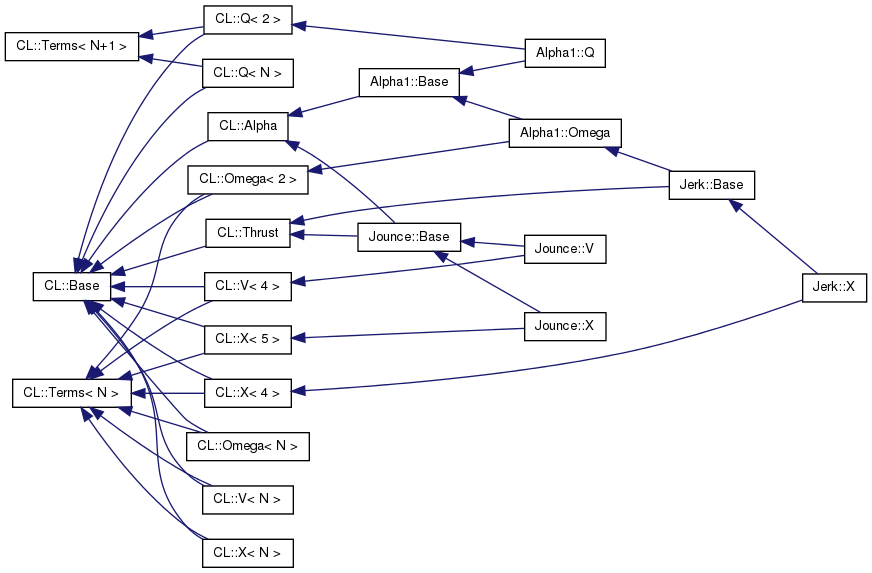 CL::Terms< N+1 >
CL::Base
CL::Terms< N >
CL::Q< 2 >
CL::Q< N >
CL::Alpha
CL::Omega< 2 >
CL::Thrust
CL::V< 4 >
CL::X< 5 >
CL::X< 4 >
CL::Omega< N >
CL::V< N >
CL::X< N >
Alpha1::Base
Jounce::Base
Alpha1::Q
Alpha1::Omega
Jounce::V
Jounce::X
Jerk::Base
Jerk::X